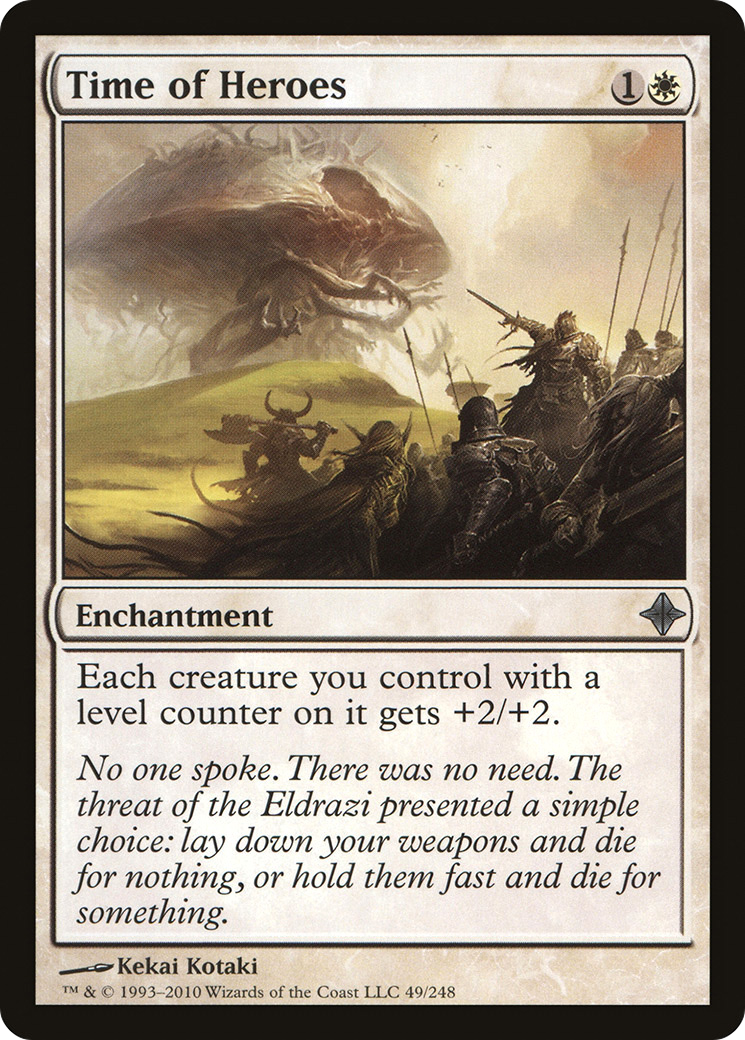 Time of Heroes 1
Enchantment
Each creature you control with a
level counter on it gets +2/+2.
No one spoke. There was no need. The
threat of the Eldrazi presented a simple
choice: lay down your weapons and die
for nothing, or hold them fast and die for
something.
Kekai Kotaki
™ & © 1993–2010 Wizards of the Coast LLC 49/248